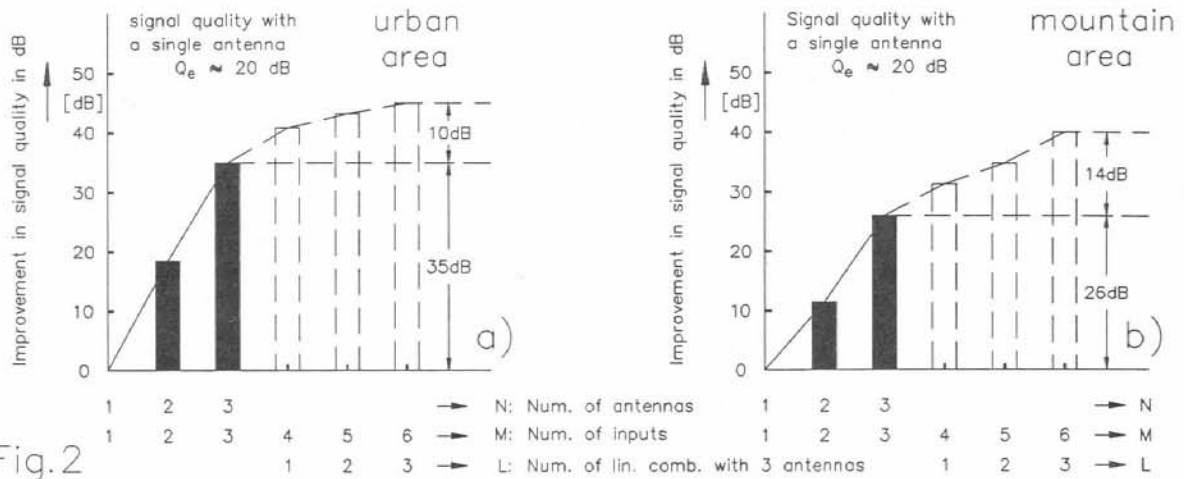 Improvement in signal quality in dB
signal quality with
a single antenna
Qe ≈ 20 dB
urban
area
50
[dB]
40
30
20
10
0
10dB
35dB
a)
Improvement in signal quality in dB
Signal quality with
a single antenna
Qe ≈ 20 dB
mountain
area
50
[dB]
40
30
20
10
0
14dB
26dB
b)
1 2 3 → N: Num. of antennas 1 2 3 → N
1 2 3 4 5 6 → M: Num. of inputs 1 2 3 4 5 6 → M
Fig.2 1 2 3 → L: Num. of lin. comb. with 3 antennas 1 2 3 → L